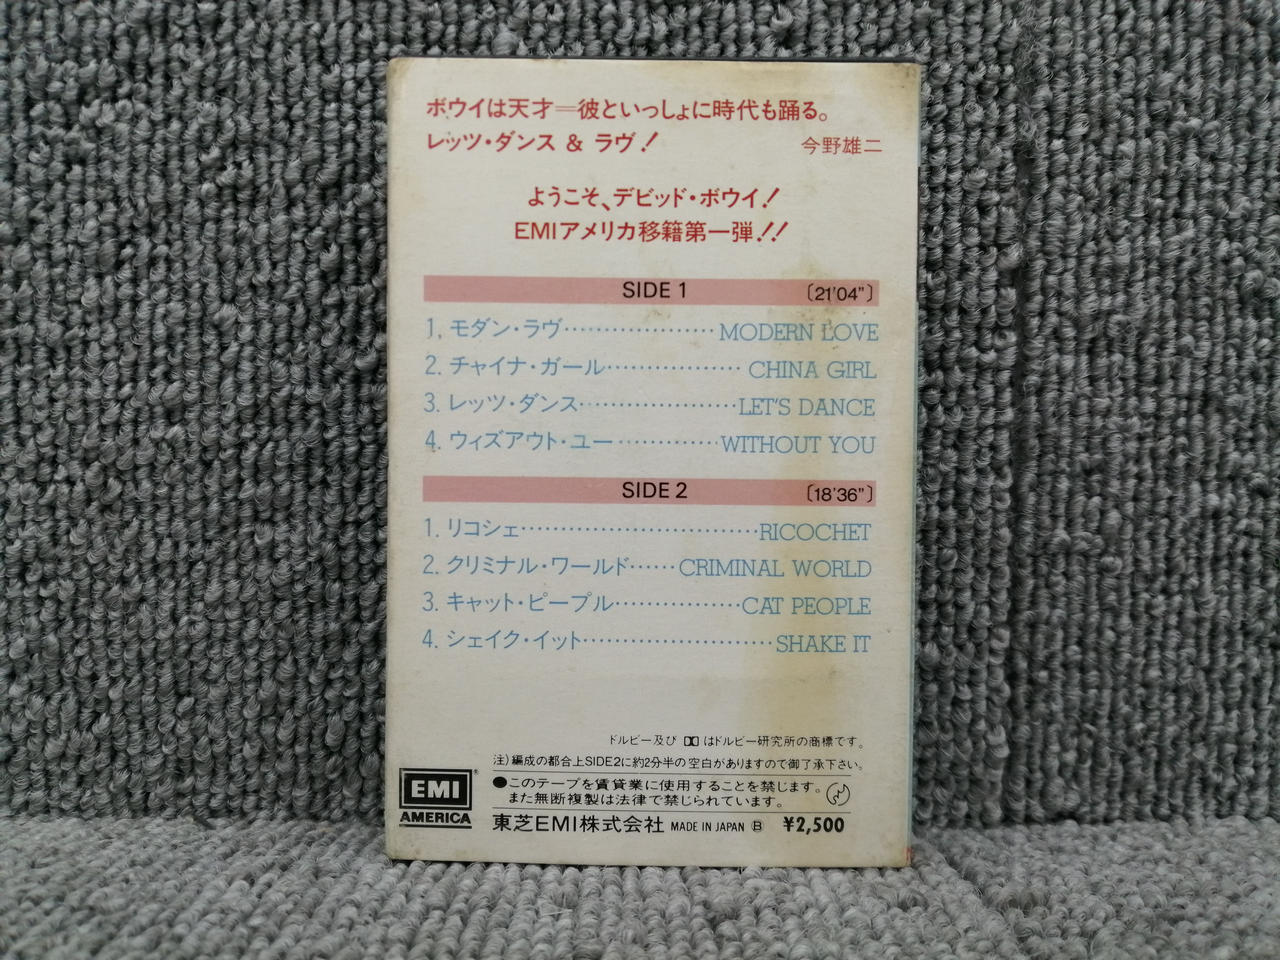 ボウイは天才＝彼といっしょに時代も踊る。
レッツ・ダンス & ラヴ！ 今野雄二
ようこそ、デビッド・ボウイ！
EMIアメリカ移籍第一弾！！
SIDE 1 〔21'04"〕
1. モダン・ラヴ………………… MODERN LOVE
2. チャイナ・ガール……………… CHINA GIRL
3. レッツ・ダンス…………………LET'S DANCE
4. ウィズアウト・ユー…………WITHOUT YOU
SIDE 2 〔18'36"〕
1. リコシェ…………………………RICOCHET
2. クリミナル・ワールド……CRIMINAL WORLD
3. キャット・ピープル……………CAT PEOPLE
4. シェイク・イット……………………SHAKE IT
ドルビー及び はドルビー研究所の商標です。
注）編成の都合上SIDE2に約2分半の空白がありますので御了承下さい。
●このテープを賃貸業に使用することを禁じます。
また無断複製は法律で禁じられています。
EMI®
AMERICA
東芝EMI株式会社 MADE IN JAPAN Ⓑ ¥2,500